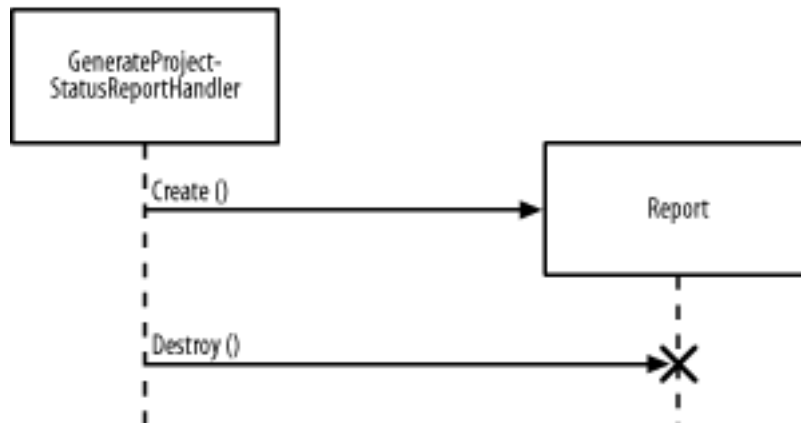 GenerateProject-
StatusReportHandler
Create ()
Report
Destroy ()